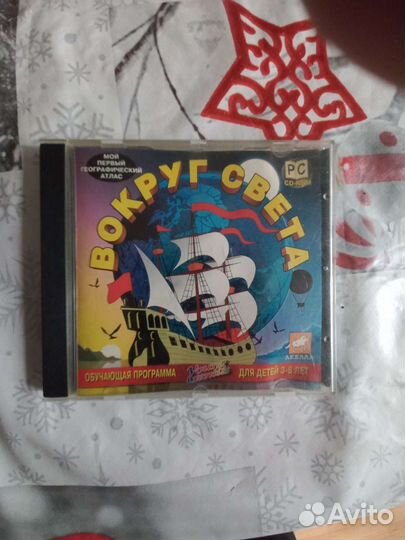 МОЙ
ПЕРВЫЙ
ГЕОГРАФИЧЕСКИЙ
АТЛАС
PC
CD-ROM
ВОКРУГ СВЕТА
АКЕЛЛА
ОБУЧАЮЩАЯ ПРОГРАММА
ДЛЯ ДЕТЕЙ 3-8 ЛЕТ
Avito